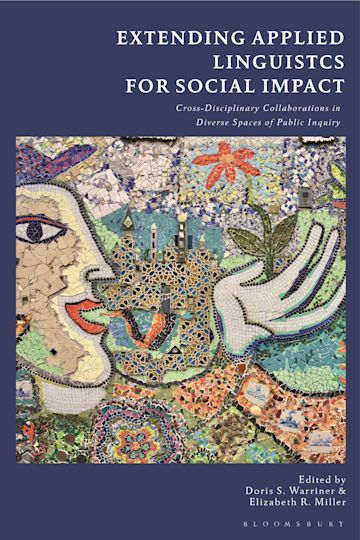 EXTENDING APPLIED
LINGUISTCS
FOR SOCIAL IMPACT
Cross-Disciplinary Collaborations in
Diverse Spaces of Public Inquiry
Edited by
Doris S. Warriner &
Elizabeth R. Miller
BLOOMSBURY